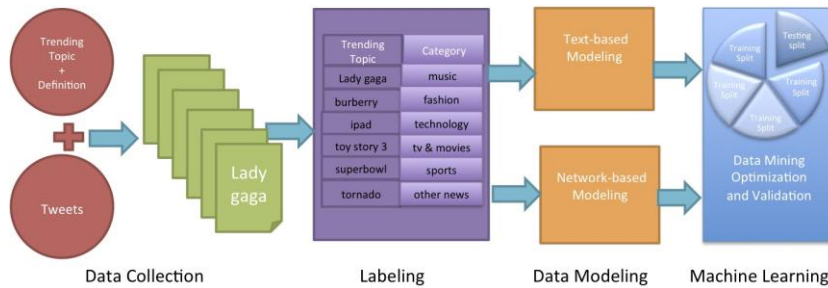 Trending
Topic
+
Definition
Tweets
Lady
gaga
Trending
Topic
Category
Lady gaga
music
burberry
fashion
ipad
technology
toy story 3
tv & movies
superbowl
sports
tornado
other news
Text-based
Modeling
Network-based
Modeling
Training
Split
Testing
split
Training
Split
Training
Split
Training
Split
Data Mining
Optimization
and Validation
Data Collection
Labeling
Data Modeling
Machine Learning